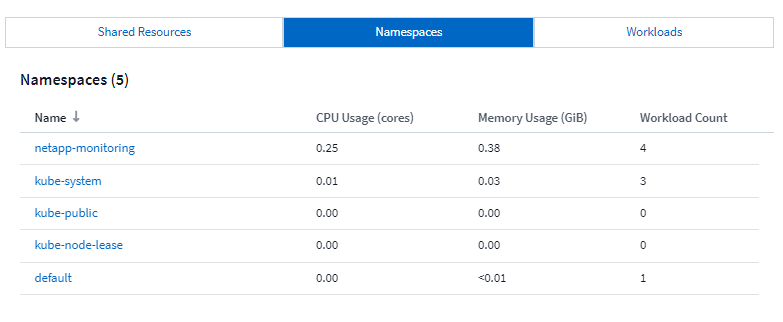 Shared Resources Namespaces Workloads
Namespaces (5)
Name ↓ CPU Usage (cores) Memory Usage (GiB) Workload Count
netapp-monitoring 0.25 0.38 4
kube-system 0.01 0.03 3
kube-public 0.00 0.00 0
kube-node-lease 0.00 0.00 0
default 0.00 <0.01 1